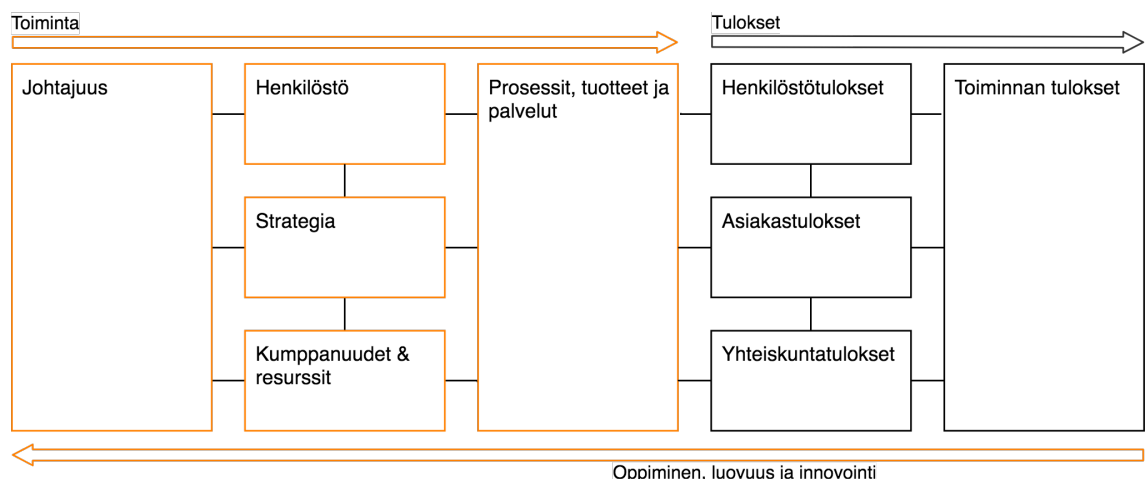 Toiminta
Tulokset
Johtajuus
Henkilöstö
Prosessit, tuotteet ja
palvelut
Henkilöstötulokset
Toiminnan tulokset
Strategia
Asiakastulokset
Kumppanuudet &
resurssit
Yhteiskuntatulokset
Oppiminen, luovuus ja innovointi